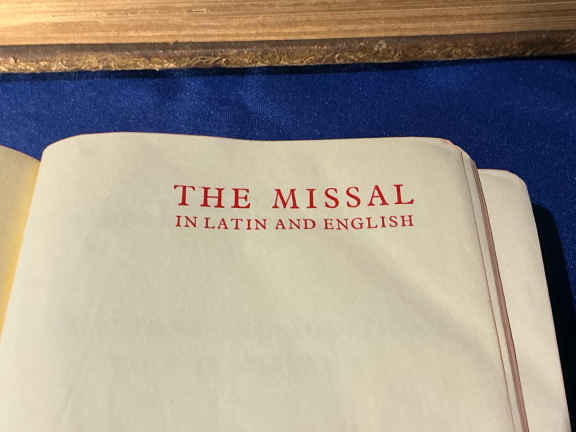 THE MISSAL
IN LATIN AND ENGLISH